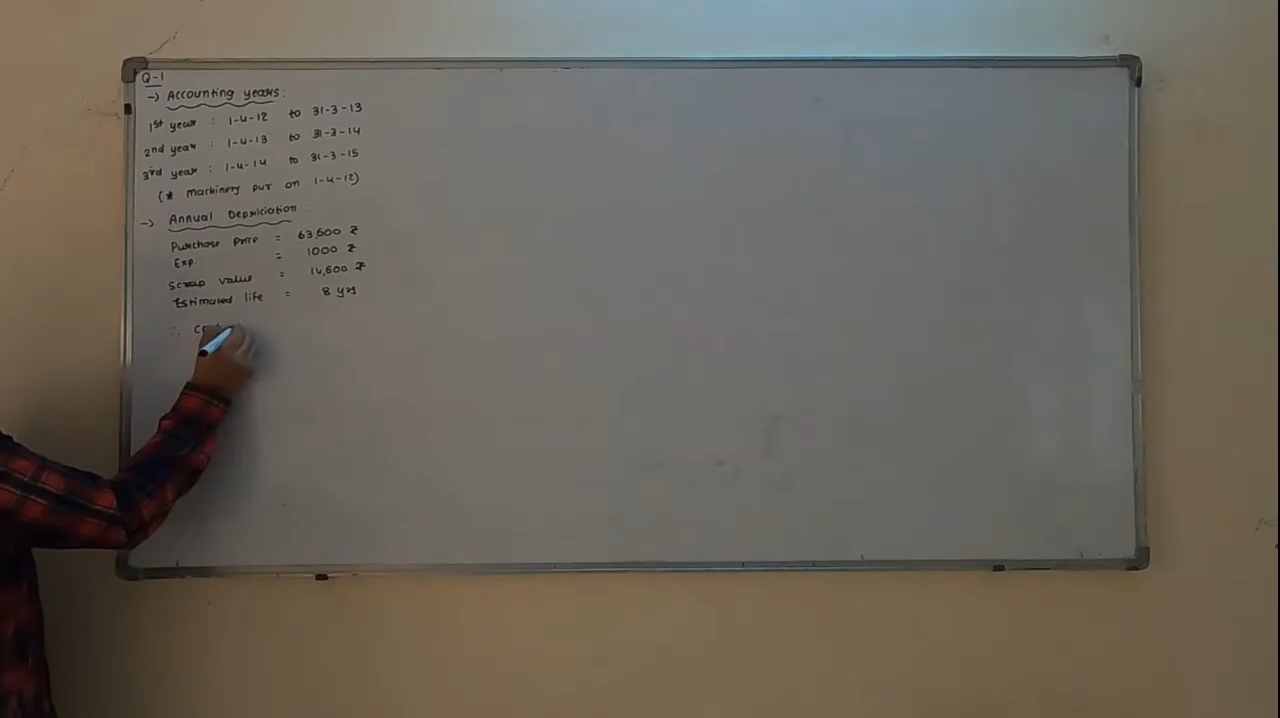 Q-1
→ Accounting years:
1st year : 1-4-12 to 31-3-13
2nd year : 1-4-13 to 31-3-14
3rd year : 1-4-14 to 31-3-15
(* Machinery pur on 1-4-12)
→ Annual Depriciation :
Purchase price = 63,600 ₹
Exp. = 1000 ₹
Scrap value = 14,600 ₹
Estimated life = 8 yrs
∴